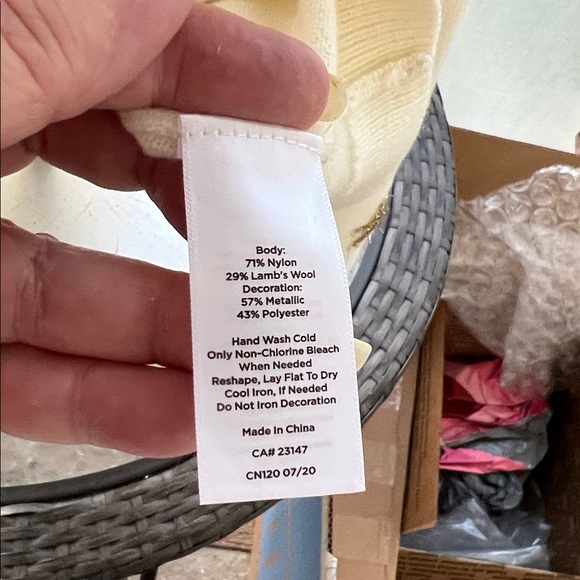 Body:
71% Nylon
29% Lamb's Wool
Decoration:
57% Metallic
43% Polyester
Hand Wash Cold
Only Non-Chlorine Bleach
When Needed
Reshape, Lay Flat To Dry
Cool Iron, If Needed
Do Not Iron Decoration
Made In China
CA# 23147
CN120 07/20